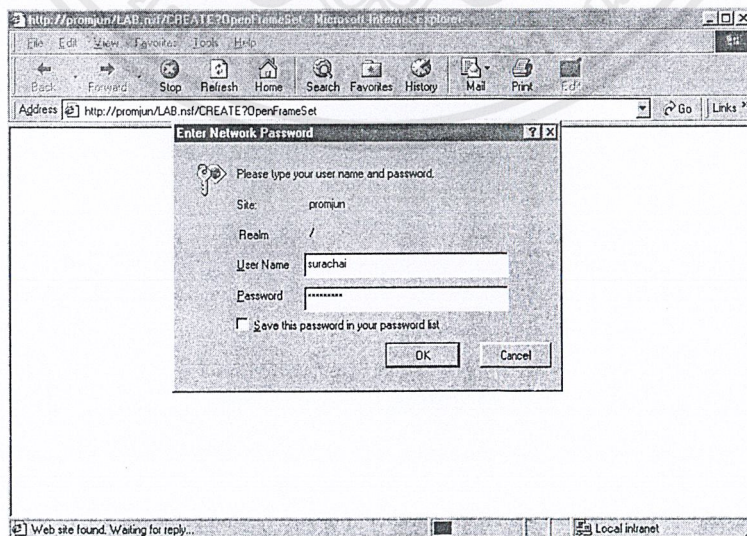 http://promjun/LAB.nsf/CREATE?OpenFrameSet - Microsoft Internet Explorer
File Edit View Favorites Tools Help
Back Forward Stop Refresh Home Search Favorites History Mail Print Edit
Address http://promjun/LAB.nsf/CREATE?OpenFrameSet Go Links »
Enter Network Password
Please type your user name and password.
Site: promjun
Realm /
User Name surachai
Password *********
Save this password in your password list
OK Cancel
Web site found. Waiting for reply... Local intranet